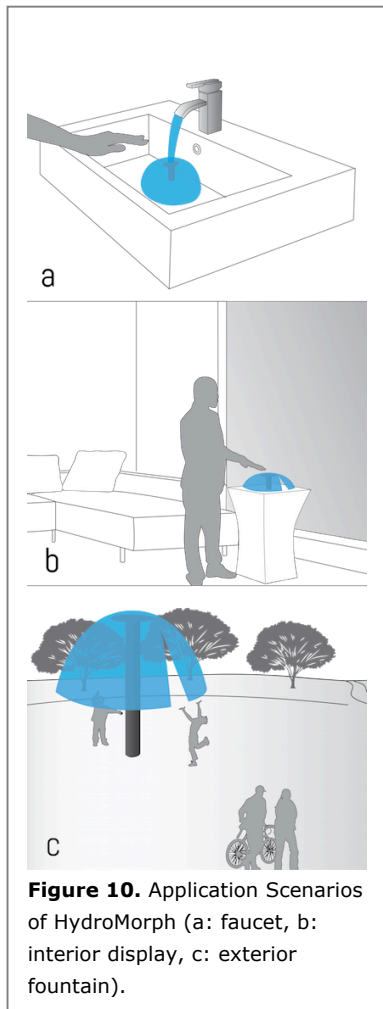 a
b
c
Figure 10. Application Scenarios
of HydroMorph (a: faucet, b:
interior display, c: exterior
fountain).